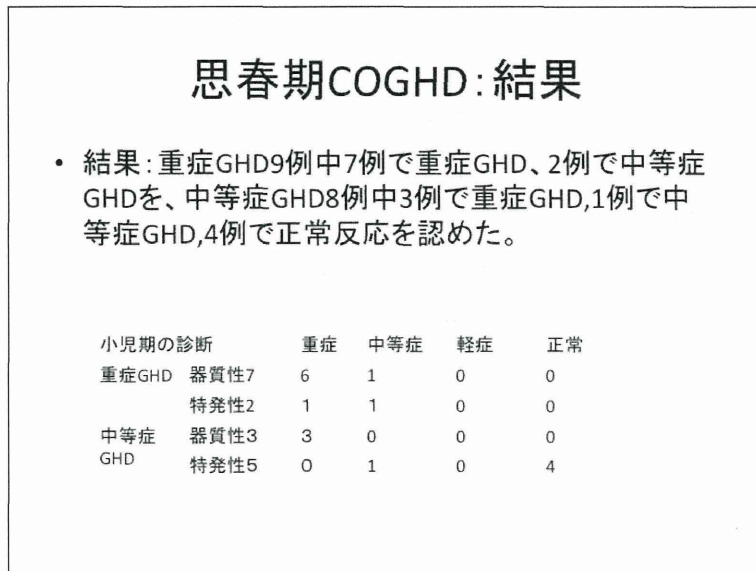 思春期COGHD:結果
• 結果:重症GHD9例中7例で重症GHD、2例で中等症
GHDを、中等症GHD8例中3例で重症GHD,1例で中
等症GHD,4例で正常反応を認めた。
小児期の診断 重症 中等症 軽症 正常
重症GHD 器質性7 6 1 0 0
特発性2 1 1 0 0
中等症 器質性3 3 0 0 0
GHD 特発性5 0 1 0 4